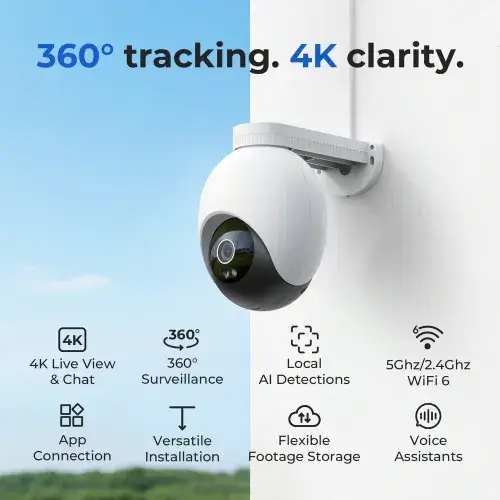 360° tracking. 4K clarity.
4K
360°
6
4K Live View
& Chat
360°
Surveillance
Local
AI Detections
5Ghz/2.4Ghz
WiFi 6
App
Connection
Versatile
Installation
Flexible
Footage Storage
Voice
Assistants